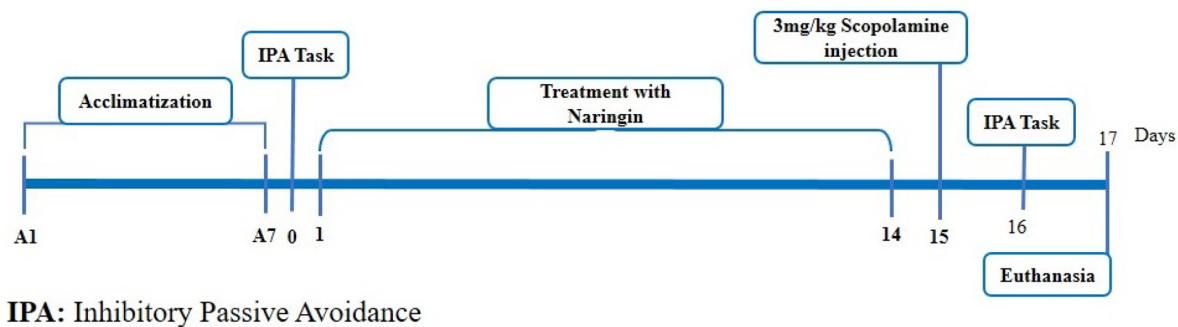 3mg/kg Scopolamine
injection
IPA Task
Acclimatization
Treatment with
Naringin
IPA Task
17 Days
A1
A7 0 1
14 15
16
Euthanasia
IPA: Inhibitory Passive Avoidance